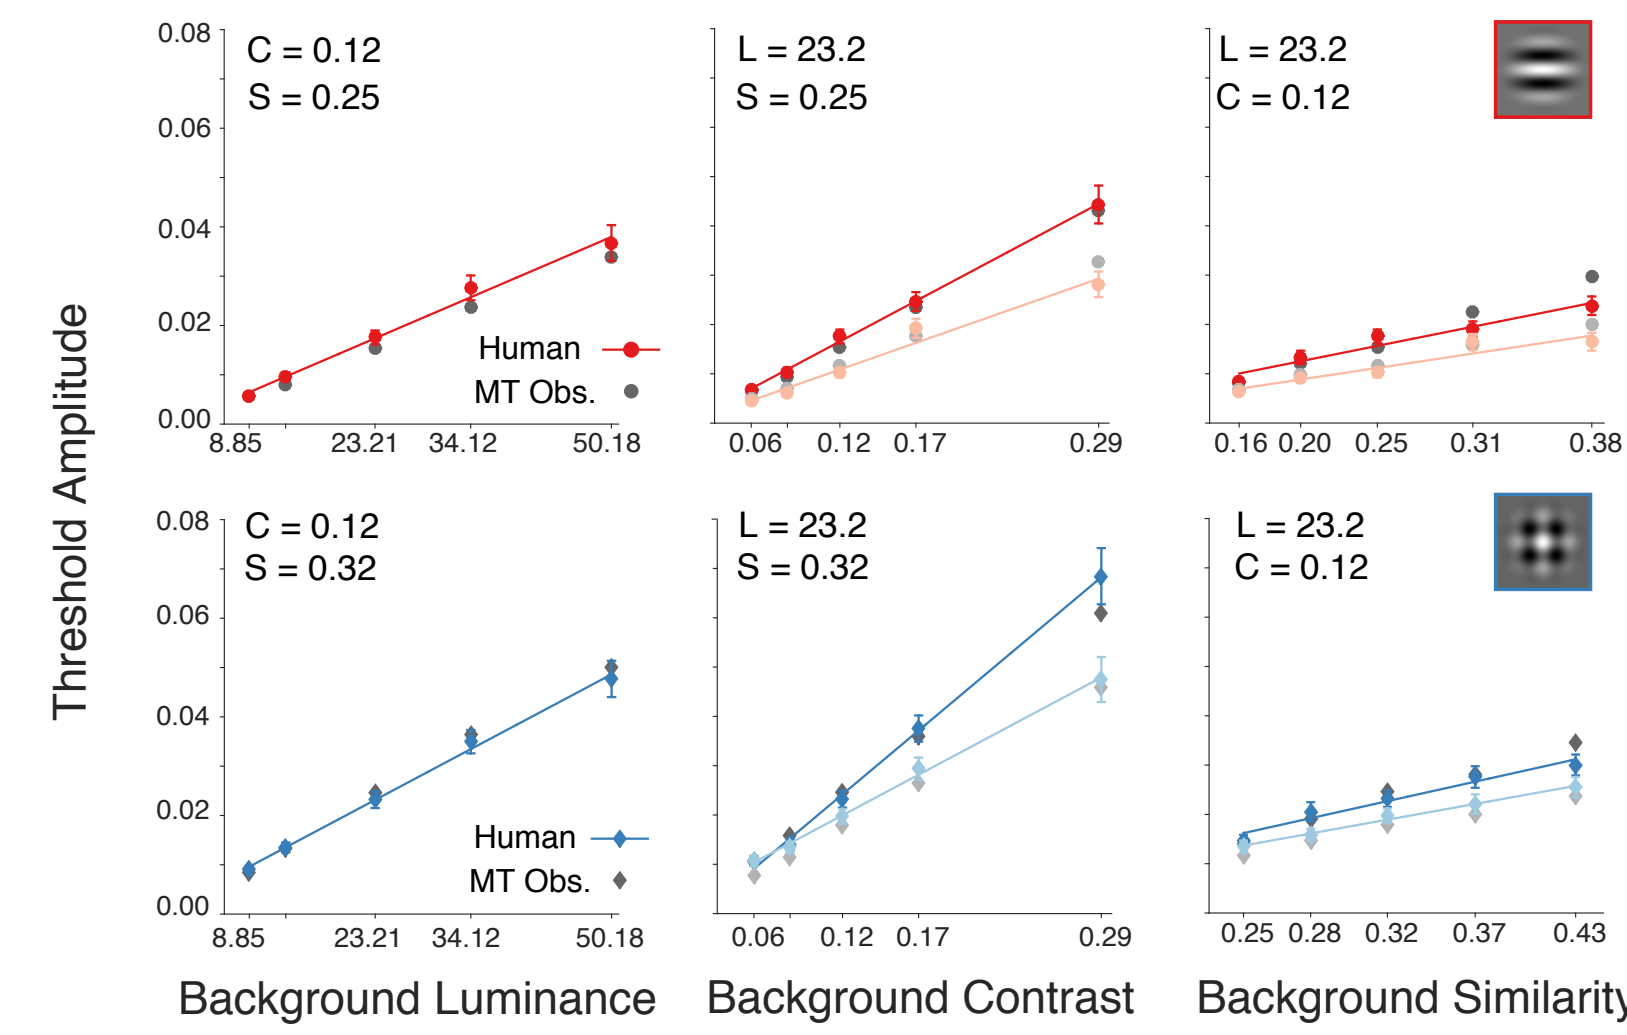 Threshold Amplitude
0.08
0.06
0.04
0.02
0.00
C = 0.12
S = 0.25
Human
MT Obs.
8.85 23.21 34.12 50.18
L = 23.2
S = 0.25
0.06 0.12 0.17 0.29
L = 23.2
C = 0.12
0.16 0.20 0.25 0.31 0.38
0.08
0.06
0.04
0.02
0.00
C = 0.12
S = 0.32
Human
MT Obs.
8.85 23.21 34.12 50.18
L = 23.2
S = 0.32
0.06 0.12 0.17 0.29
L = 23.2
C = 0.12
0.25 0.28 0.32 0.37 0.43
Background Luminance
Background Contrast
Background Similarity